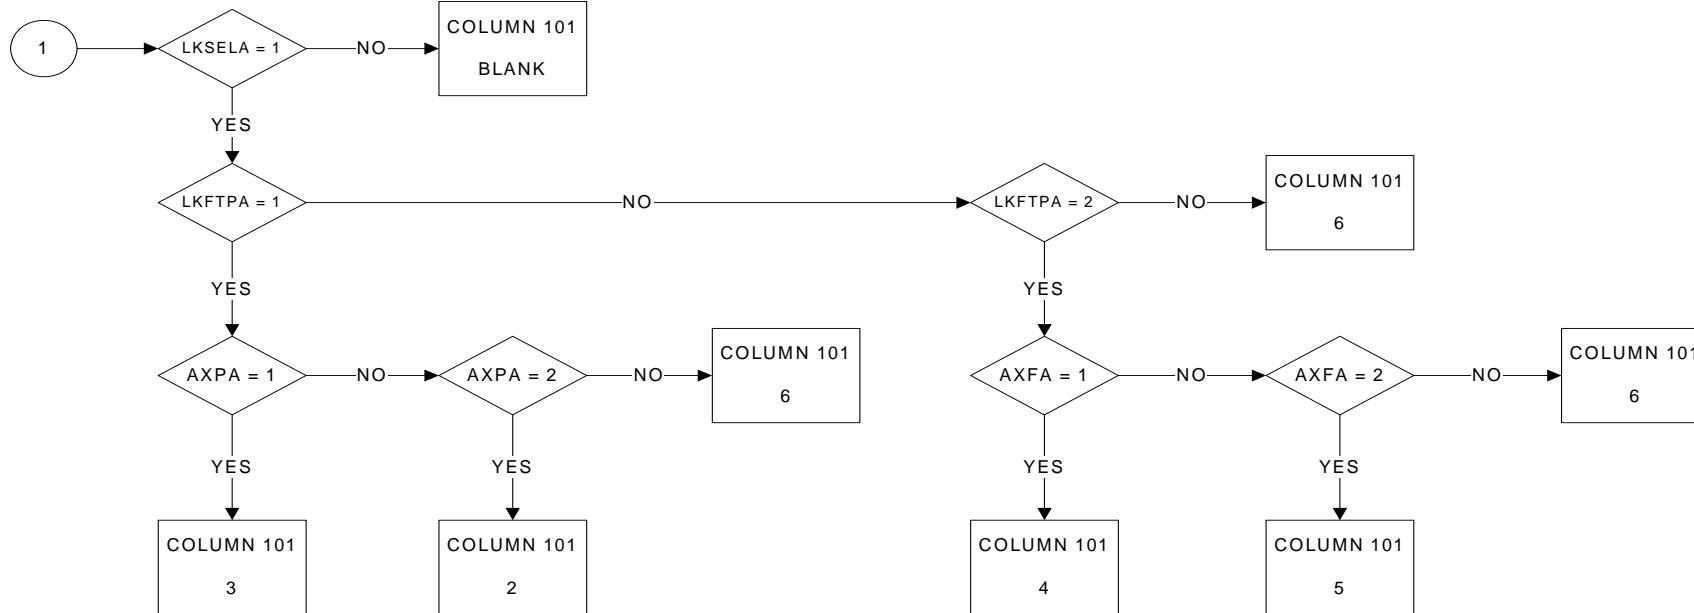 1
LKSELA = 1
NO
COLUMN 101
BLANK
YES
LKFTPA = 1
NO
LKFTPA = 2
NO
COLUMN 101
6
YES
YES
AXPA = 1
NO
AXPA = 2
NO
COLUMN 101
6
AXFA = 1
NO
AXFA = 2
NO
COLUMN 101
6
YES
YES
YES
YES
COLUMN 101
3
COLUMN 101
2
COLUMN 101
4
COLUMN 101
5